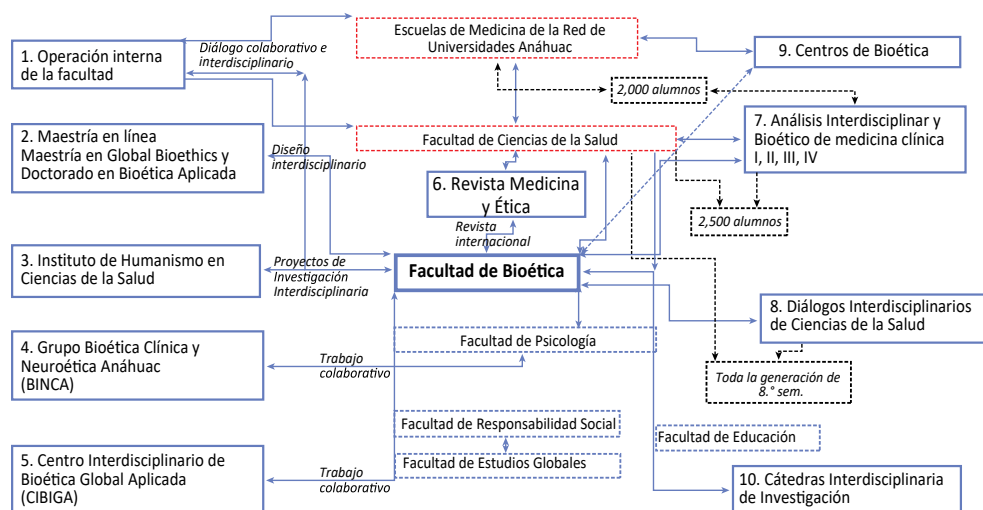 Escuelas de Medicina de la Red de
Universidades Anáhuac
1. Operación interna
de la facultad
Diálogo colaborativo e
interdisciplinario
9. Centros de Bioética
2,000 alumnos
2. Maestría en línea
Maestría en Global Bioethics y
Doctorado en Bioética Aplicada
Diseño
interdisciplinario
Facultad de Ciencias de la Salud
7. Análisis Interdisciplinar y
Bioético de medicina clínica
I, II, III, IV
6. Revista Medicina
y Ética
2,500 alumnos
Revista
internacional
3. Instituto de Humanismo en
Ciencias de la Salud
Proyectos de
Investigación
Interdisciplinaria
Facultad de Bioética
8. Diálogos Interdisciplinarios
de Ciencias de la Salud
4. Grupo Bioética Clínica y
Neuroética Anáhuac
(BINCA)
Trabajo
colaborativo
Facultad de Psicología
Toda la generación de
8.° sem.
Facultad de Responsabilidad Social
Facultad de Educación
5. Centro Interdisciplinario de
Bioética Global Aplicada
(CIBIGA)
Trabajo
colaborativo
Facultad de Estudios Globales
10. Cátedras Interdisciplinaria
de Investigación